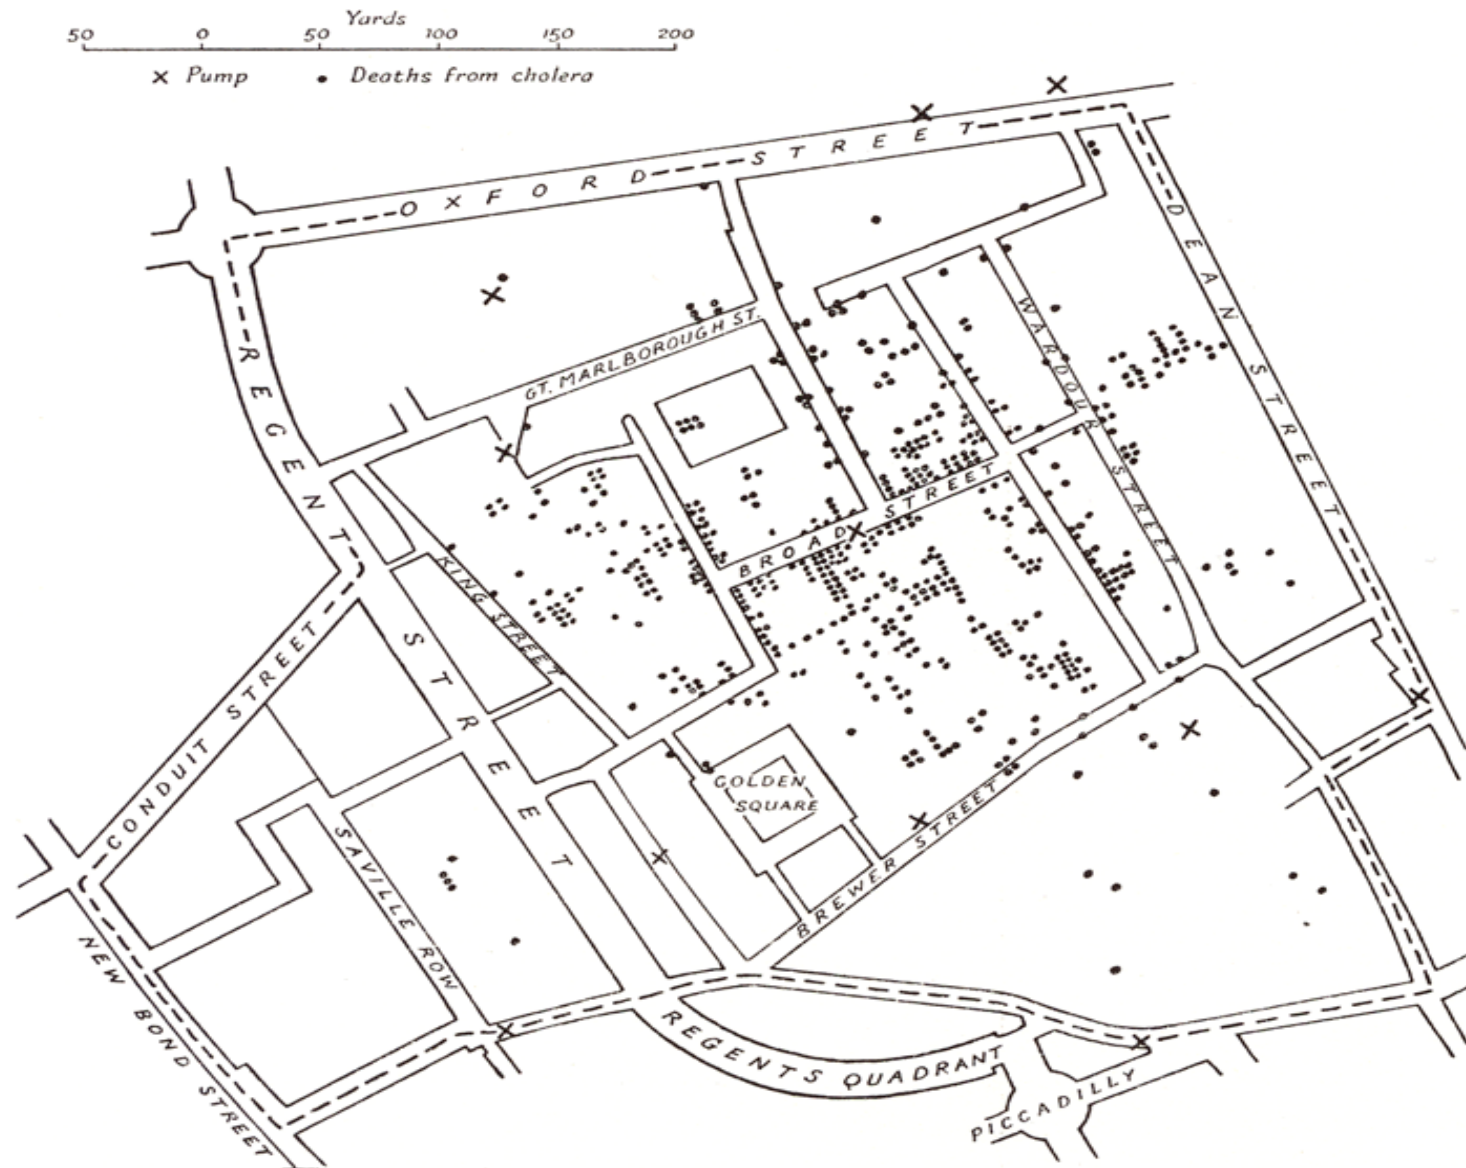 Yards
50 0 50 100 150 200
× Pump • Deaths from cholera
OXFORD STREET
DEAN STREET
REGENT STREET
WARDOUR STREET
GT. MARLBOROUGH ST.
BROAD STREET
KING STREET
CONDUIT STREET
GOLDEN
SQUARE
SAVILLE ROW
BREWER STREET
NEW BOND STREET
REGENTS QUADRANT
PICCADILLY